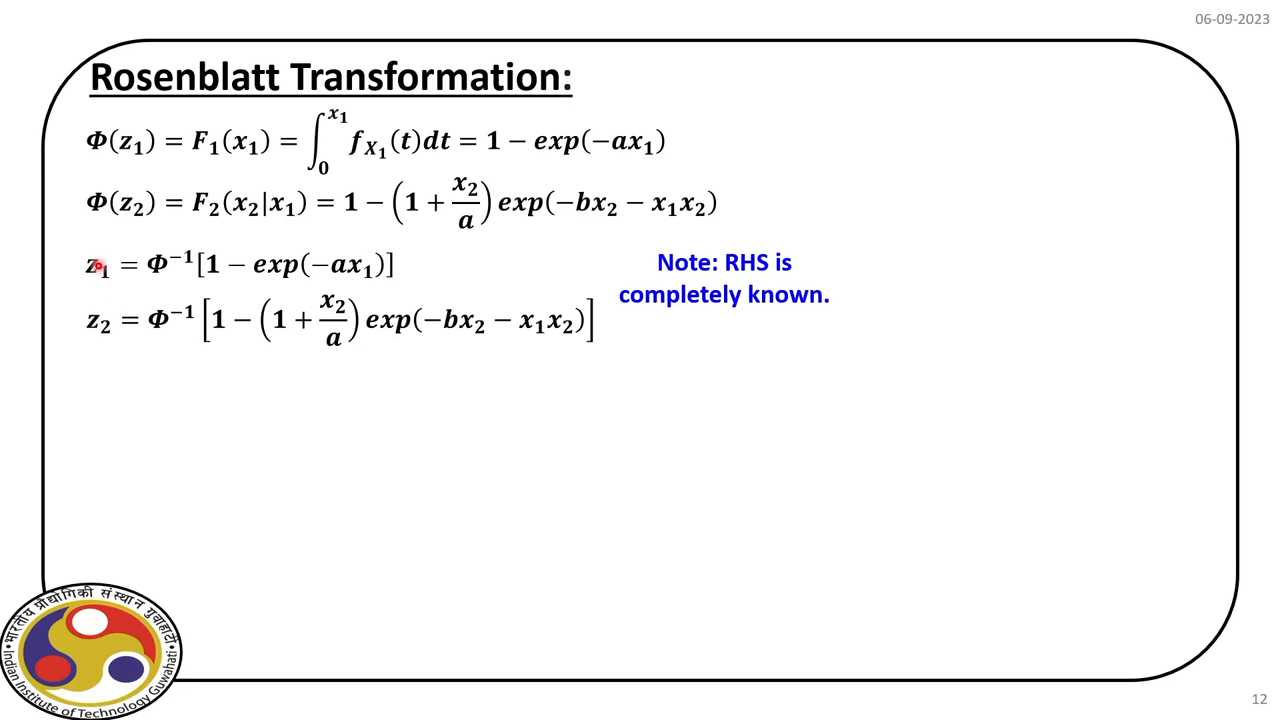 06-09-2023
Rosenblatt Transformation:
Φ(z₁) = F₁(x₁) = ∫₀^x₁ f_X₁(t)dt = 1 − exp(−ax₁)
Φ(z₂) = F₂(x₂|x₁) = 1 − (1 + x₂/a) exp(−bx₂ − x₁x₂)
z₁ = Φ⁻¹[1 − exp(−ax₁)]
z₂ = Φ⁻¹[1 − (1 + x₂/a) exp(−bx₂ − x₁x₂)]
Note: RHS is
completely known.
भारतीय प्रौद्योगिकी संस्थान गुवाहाटी
Indian Institute of Technology Guwahati
12